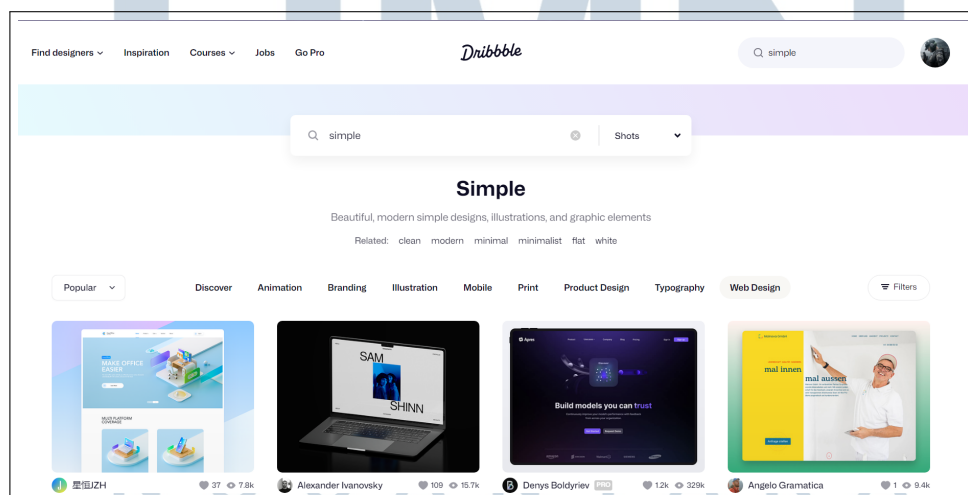 Find designers Inspiration Courses Jobs Go Pro Dribbble simple
simple Shots
Simple
Beautiful, modern simple designs, illustrations, and graphic elements
Related: clean modern minimal minimalist flat white
Popular Discover Animation Branding Illustration Mobile Print Product Design Typography Web Design Filters
MAKE OFFICE
EASIER
MULTI PLATFORM
COVERAGE
SAM
SHINN
Build models you can trust
mal innen
mal aussen
星恒JZH 37 7.8k Alexander Ivanovsky 109 15.7k Denys Boldyriev PRO 1.2k 329k Angelo Gramatica 1 9.4k